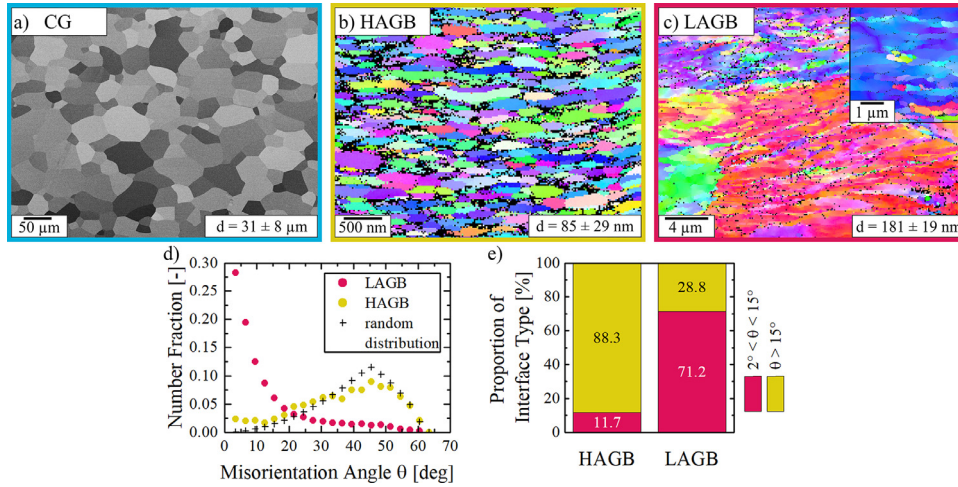 a) CG
50 µm
d = 31 ± 8 µm
b) HAGB
500 nm
d = 85 ± 29 nm
c) LAGB
1 µm
4 µm
d = 181 ± 19 nm
d)
0.30
0.25
0.20
0.15
0.10
0.05
0.00
Number Fraction [-]
LAGB
HAGB
random
distribution
0 10 20 30 40 50 60 70
Misorientation Angle θ [deg]
e)
100
80
60
40
20
0
Proportion of
Interface Type [%]
88.3
11.7
28.8
71.2
HAGB LAGB
2° < θ < 15°
θ > 15°